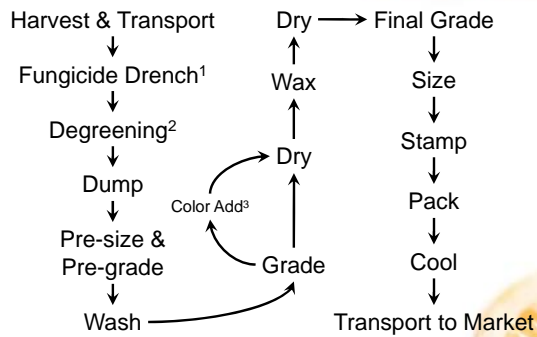 Harvest & Transport
Fungicide Drench¹
Degreening²
Dump
Pre-size &
Pre-grade
Wash
Grade
Color Add³
Dry
Wax
Dry
Final Grade
Size
Stamp
Pack
Cool
Transport to Market